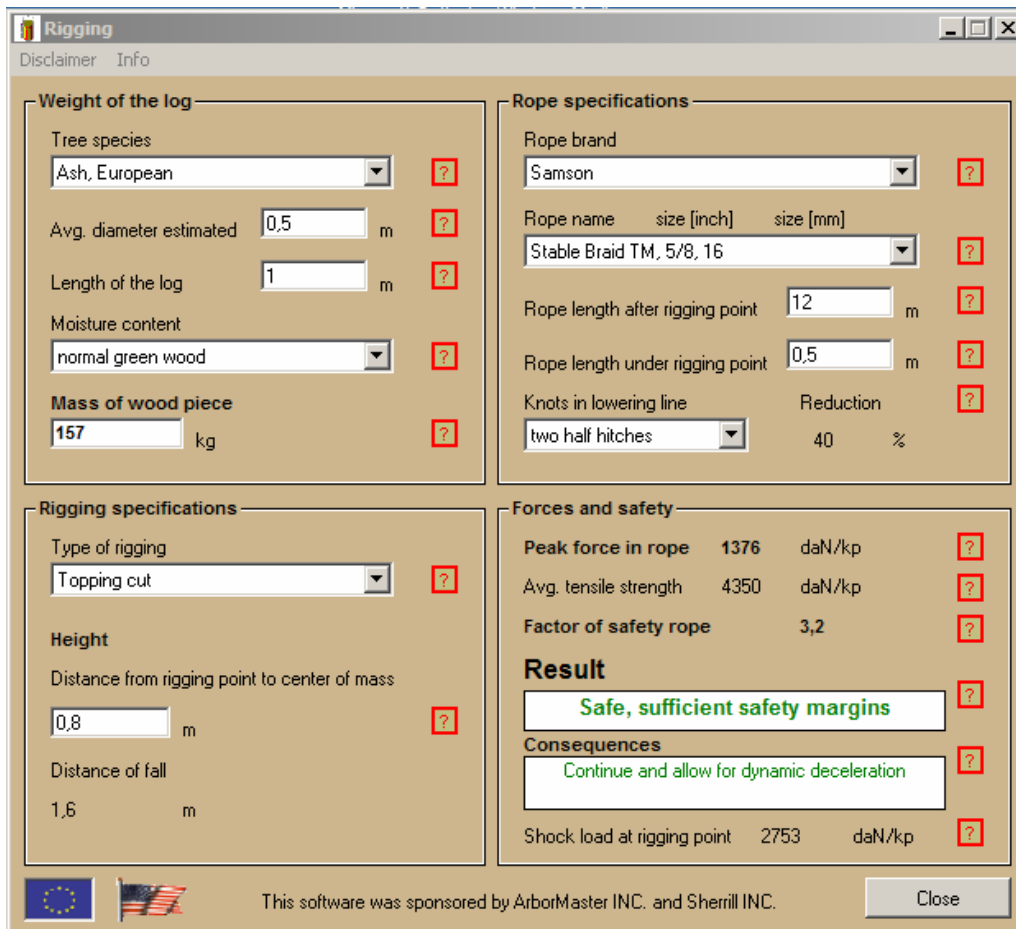 Rigging
Disclaimer Info
Weight of the log
Tree species
Ash, European
?
Avg. diameter estimated 0,5 m ?
Length of the log 1 m ?
Moisture content
normal green wood ?
Mass of wood piece
157 kg ?
Rope specifications
Rope brand
Samson ?
Rope name size [inch] size [mm]
Stable Braid TM, 5/8, 16 ?
Rope length after rigging point 12 m ?
Rope length under rigging point 0,5 m ?
Knots in lowering line Reduction ?
two half hitches 40 %
Rigging specifications
Type of rigging
Topping cut ?
Height
Distance from rigging point to center of mass
0,8 m ?
Distance of fall
1,6 m
Forces and safety
Peak force in rope 1376 daN/kp ?
Avg. tensile strength 4350 daN/kp ?
Factor of safety rope 3,2 ?
Result
Safe, sufficient safety margins ?
Consequences
Continue and allow for dynamic deceleration ?
Shock load at rigging point 2753 daN/kp ?
This software was sponsored by ArborMaster INC. and Sherrill INC.
Close